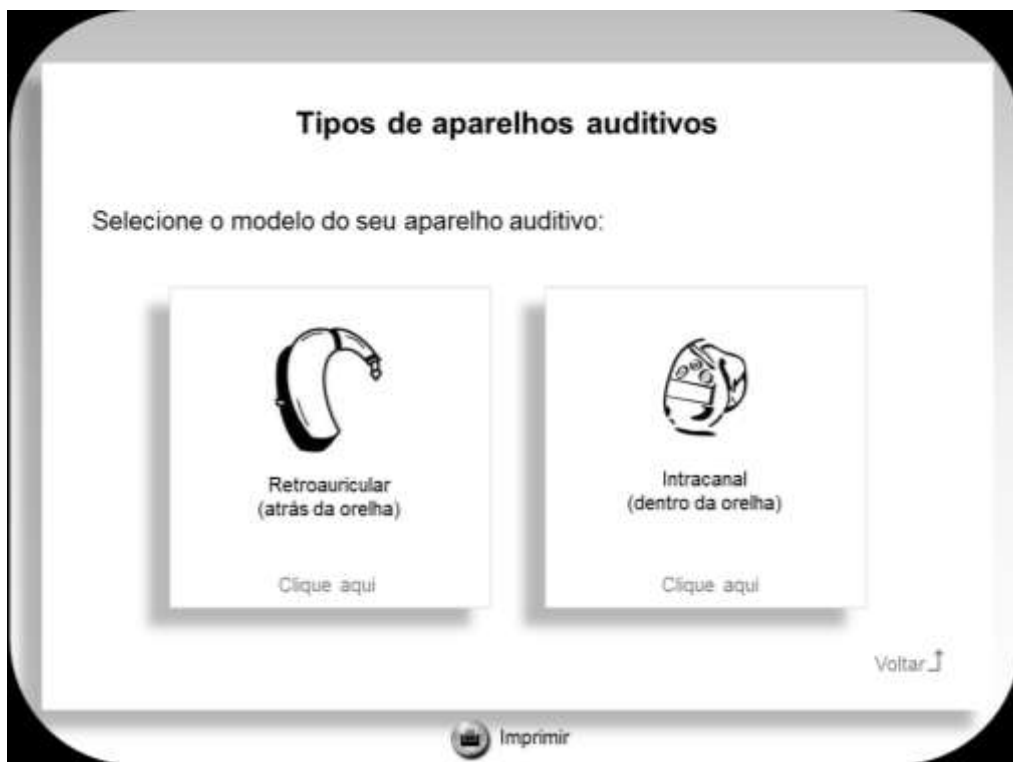 Tipos de aparelhos auditivos
Selecione o modelo do seu aparelho auditivo:
Retroauricular
(atrás da orelha)
Clique aqui
Intracanal
(dentro da orelha)
Clique aqui
Voltar
Imprimir